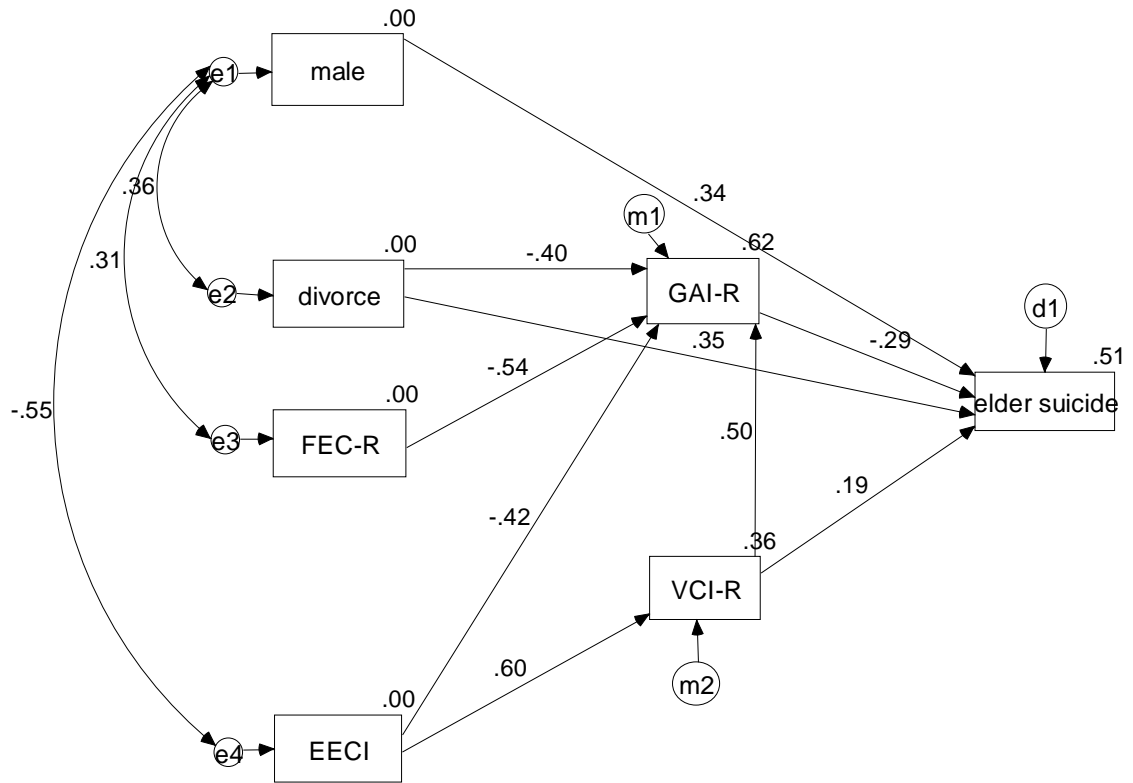 .00
male
e1
.36
.34
m1
.62
.31
.00
-.40
GAI-R
e2
divorce
d1
.35
-.29
.51
-.54
elder suicide
.00
-.55
e3
FEC-R
.50
.19
-.42
.36
VCI-R
.60
m2
.00
e4
EECI